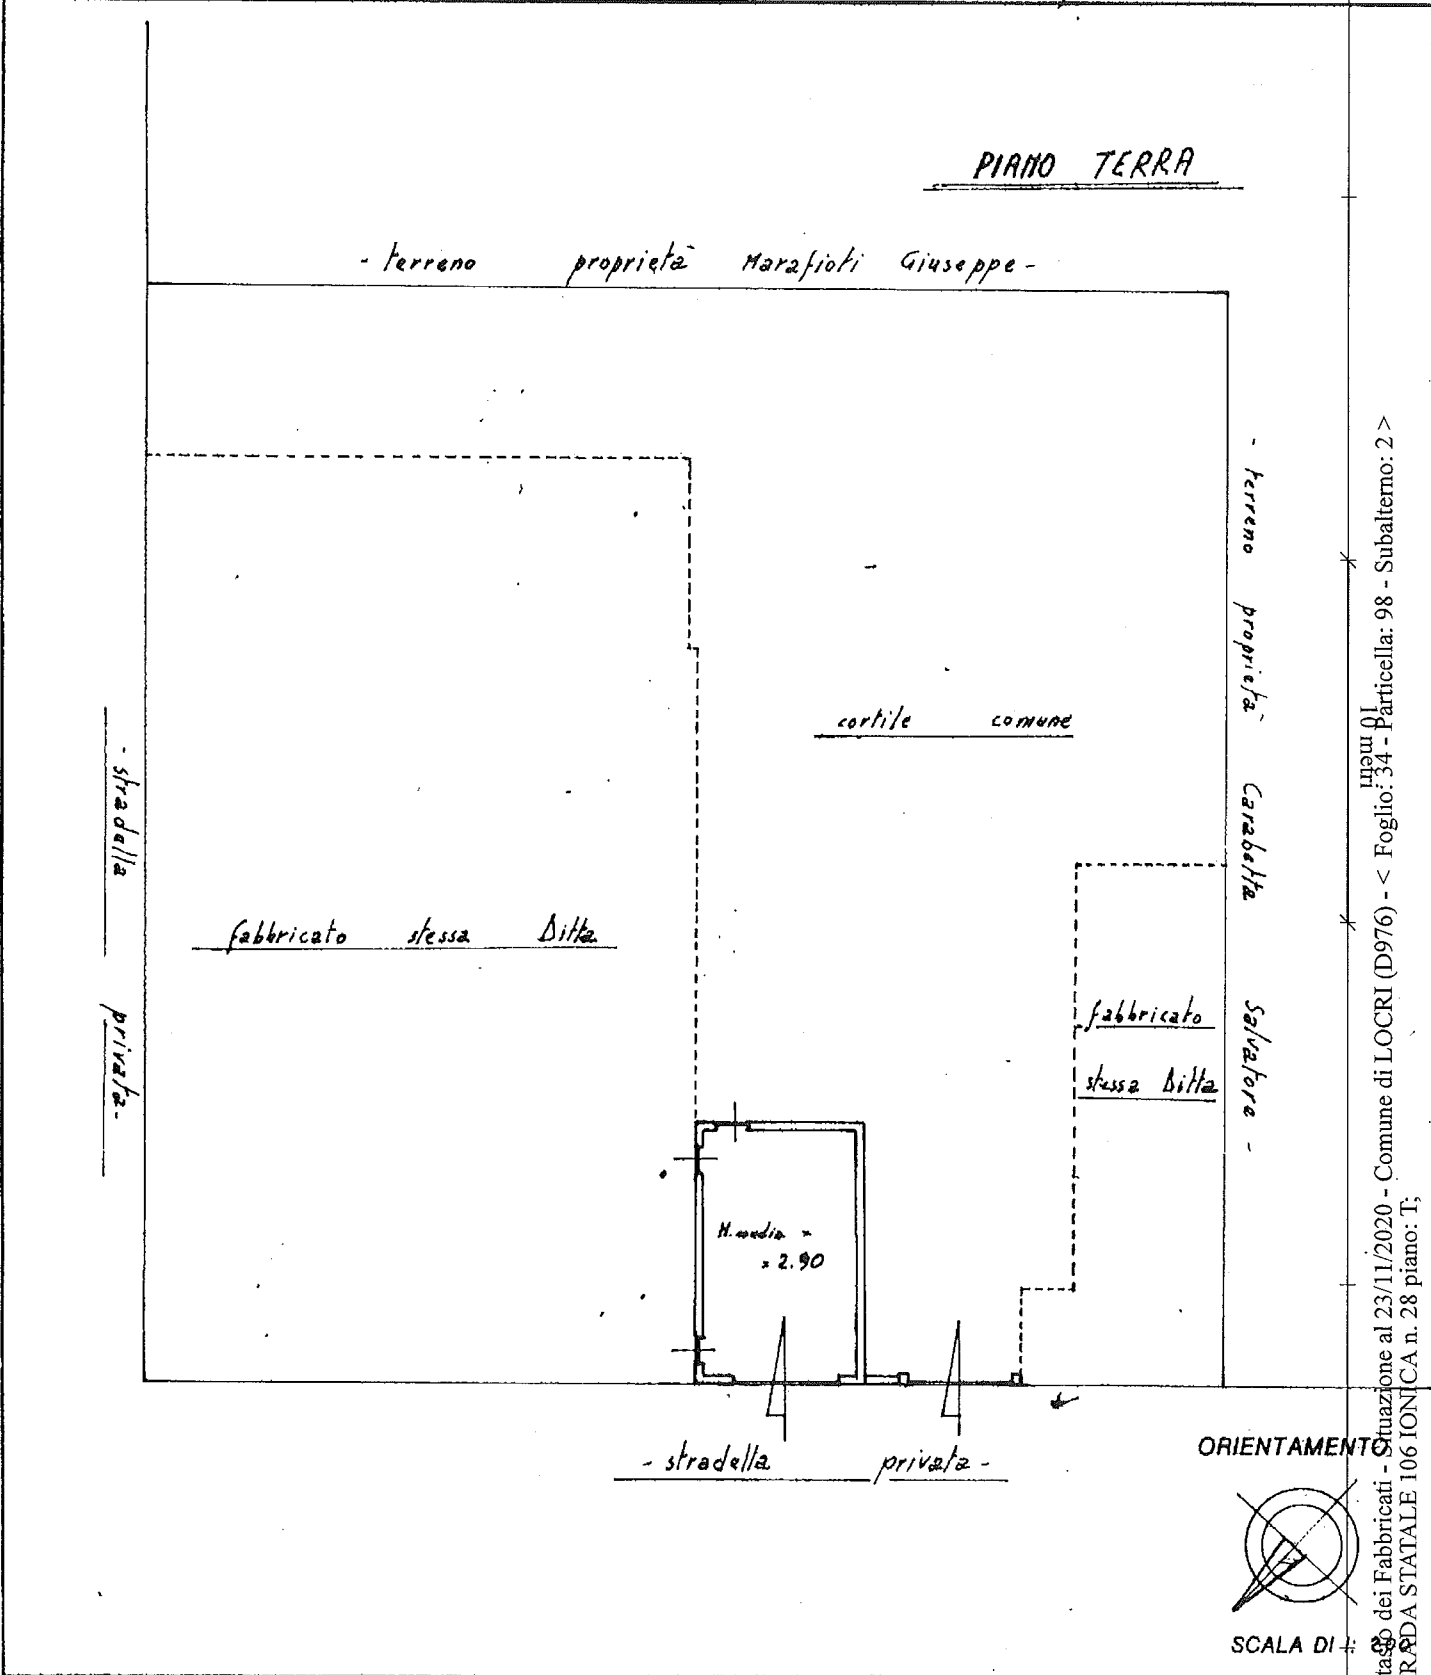 PIANO TERRA
- terreno proprietà Marafioti Giuseppe -
- terreno proprietà Carabetta Salvatore -
cortile comune
- stradella privata -
fabbricato stessa Ditta
fabbricato
stessa Ditta
H. media =
= 2.90
- stradella privata -
ORIENTAMENTO
SCALA DI 1: 200
10 metri
tasto dei Fabbricati - Situazione al 23/11/2020 - Comune di LOCRI (D976) - < Foglio: 34 - Particella: 98 - Subalterno: 2 >
RADA STATALE 106 IONICA n. 28 piano: T;